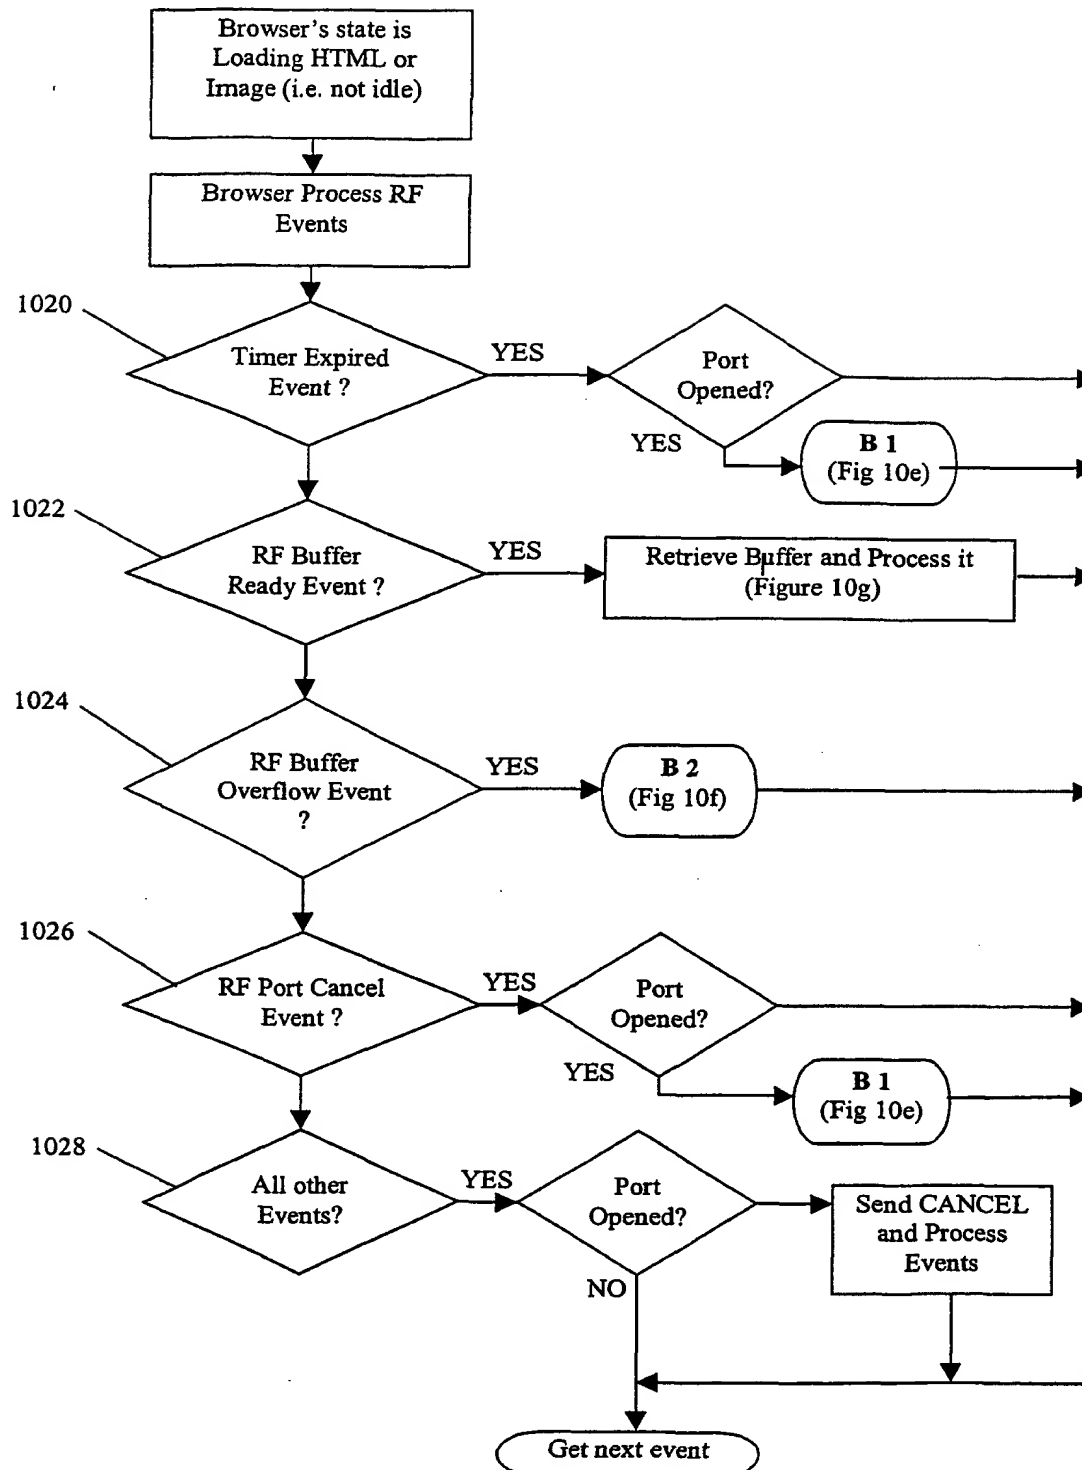 Browser's state is
Loading HTML or
Image (i.e. not idle)
Browser Process RF
Events
1020
Timer Expired
Event ?
YES
Port
Opened?
YES
B 1
(Fig 10e)
1022
RF Buffer
Ready Event ?
YES
Retrieve Buffer and Process it
(Figure 10g)
1024
RF Buffer
Overflow Event
?
YES
B 2
(Fig 10f)
1026
RF Port Cancel
Event ?
YES
Port
Opened?
YES
B 1
(Fig 10e)
1028
All other
Events?
YES
Port
Opened?
NO
Send CANCEL
and Process
Events
Get next event